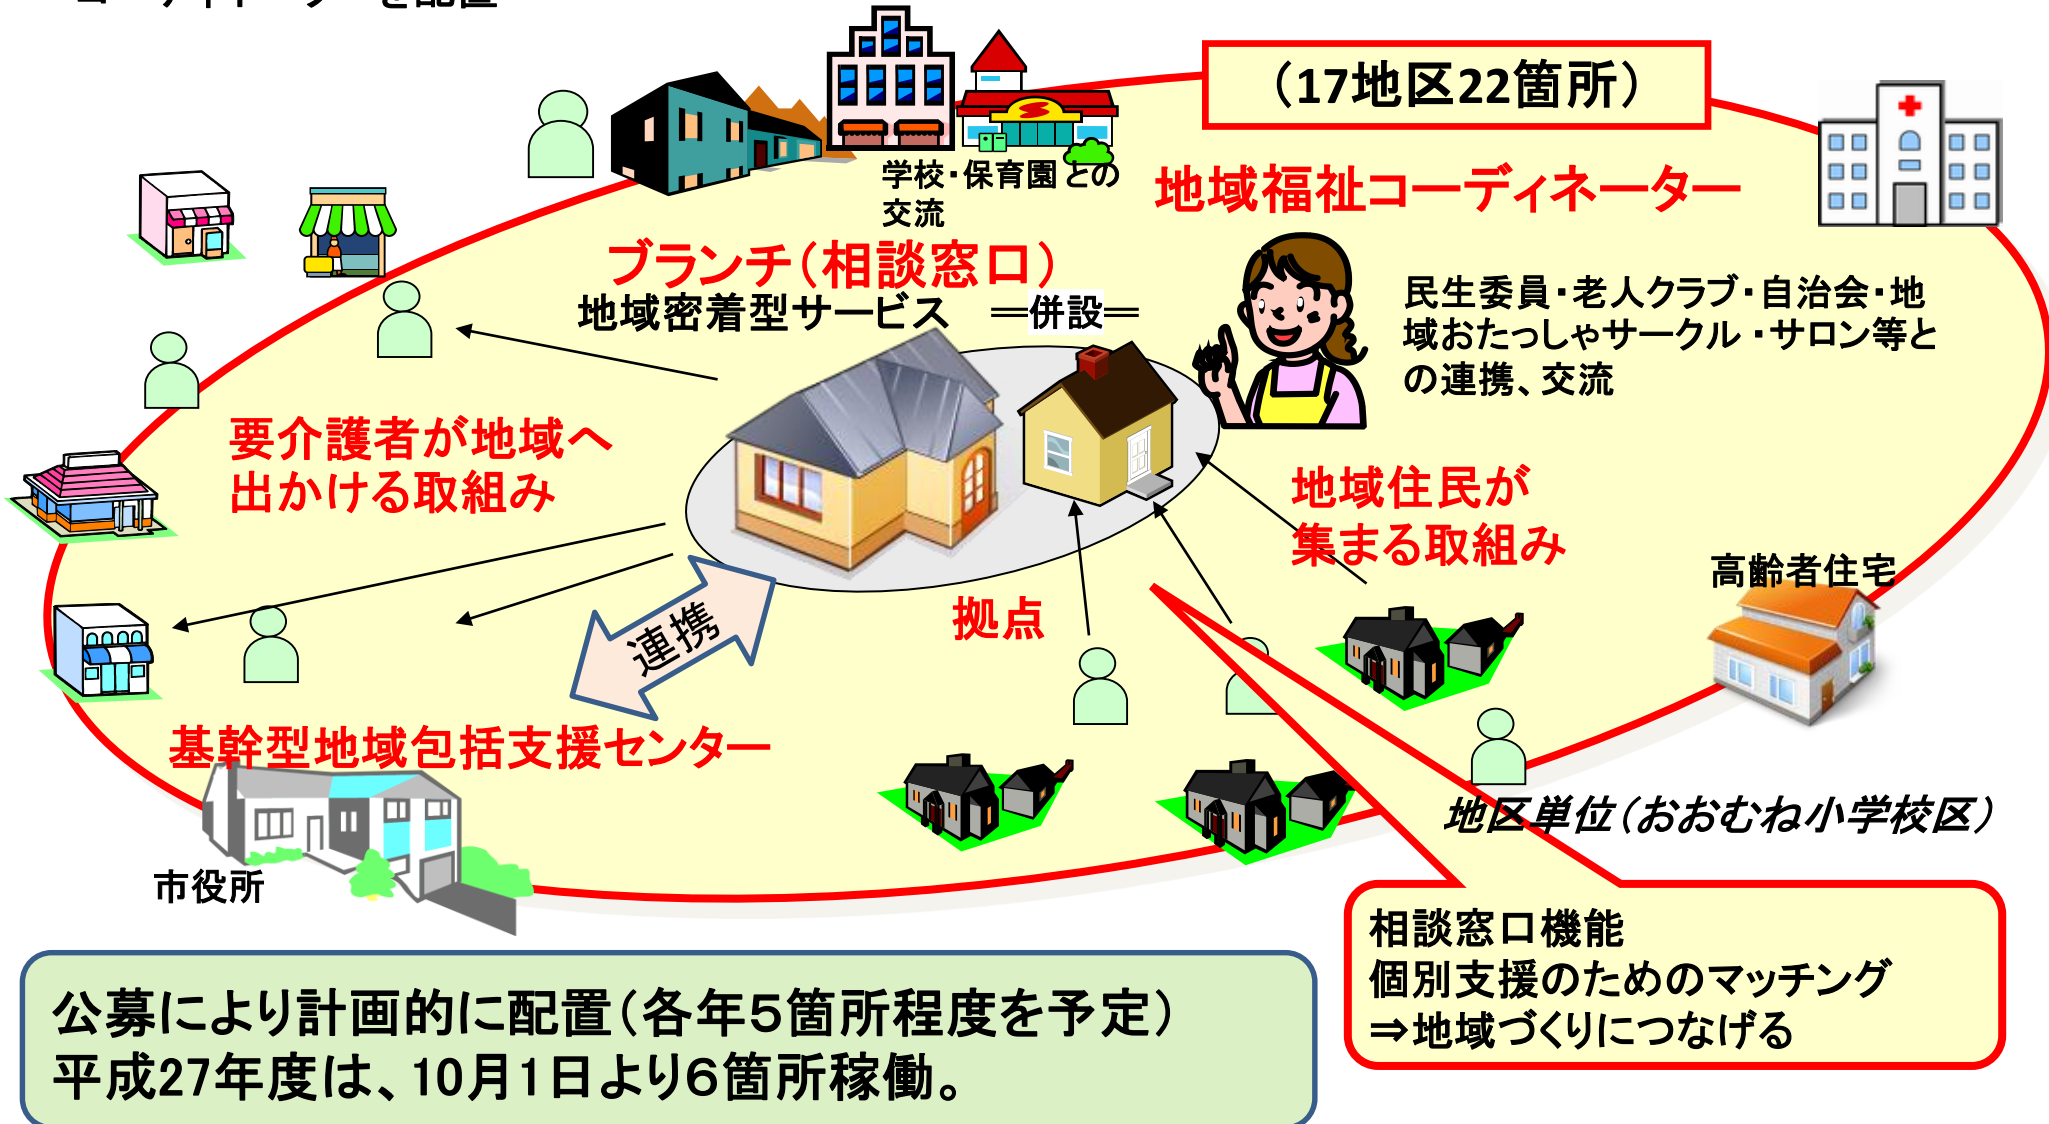 コーディネーターを配置
（17地区22箇所）
学校・保育園との
交流
地域福祉コーディネーター
ブランチ（相談窓口）
地域密着型サービス　＝併設＝
民生委員・老人クラブ・自治会・地
域おたっしゃサークル・サロン等と
の連携、交流
要介護者が地域へ
出かける取組み
地域住民が
集まる取組み
高齢者住宅
拠点
連携
基幹型地域包括支援センター
市役所
地区単位（おおむね小学校区）
相談窓口機能
個別支援のためのマッチング
⇒地域づくりにつなげる
公募により計画的に配置（各年５箇所程度を予定）
平成27年度は、10月１日より６箇所稼働。